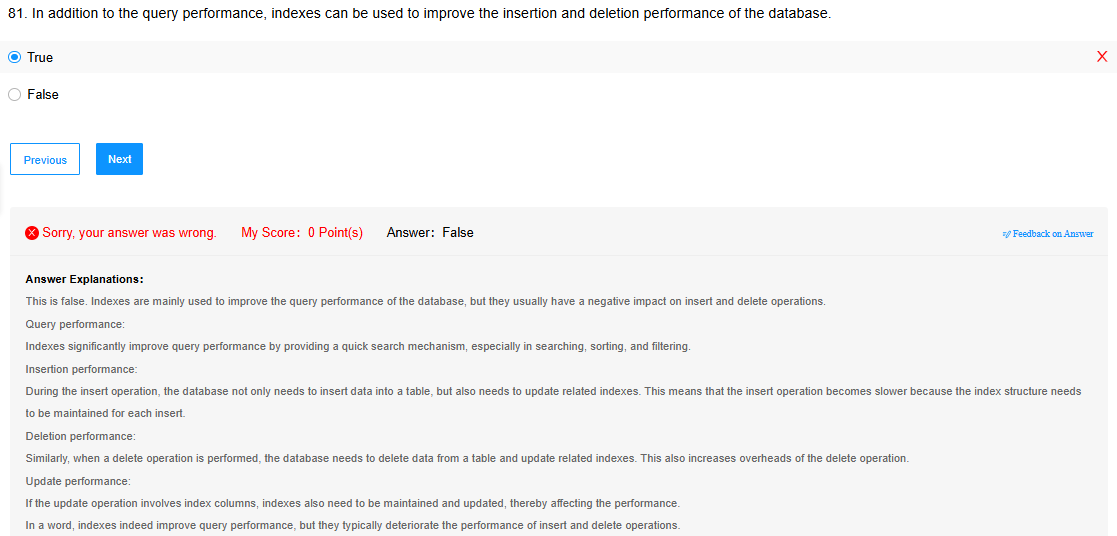 81. In addition to the query performance, indexes can be used to improve the insertion and deletion performance of the database.
True
X
False
Previous
Next
X Sorry, your answer was wrong. My Score: 0 Point(s) Answer: False
Feedback on Answer
Answer Explanations:
This is false. Indexes are mainly used to improve the query performance of the database, but they usually have a negative impact on insert and delete operations.
Query performance:
Indexes significantly improve query performance by providing a quick search mechanism, especially in searching, sorting, and filtering.
Insertion performance:
During the insert operation, the database not only needs to insert data into a table, but also needs to update related indexes. This means that the insert operation becomes slower because the index structure needs
to be maintained for each insert.
Deletion performance:
Similarly, when a delete operation is performed, the database needs to delete data from a table and update related indexes. This also increases overheads of the delete operation.
Update performance:
If the update operation involves index columns, indexes also need to be maintained and updated, thereby affecting the performance.
In a word, indexes indeed improve query performance, but they typically deteriorate the performance of insert and delete operations.